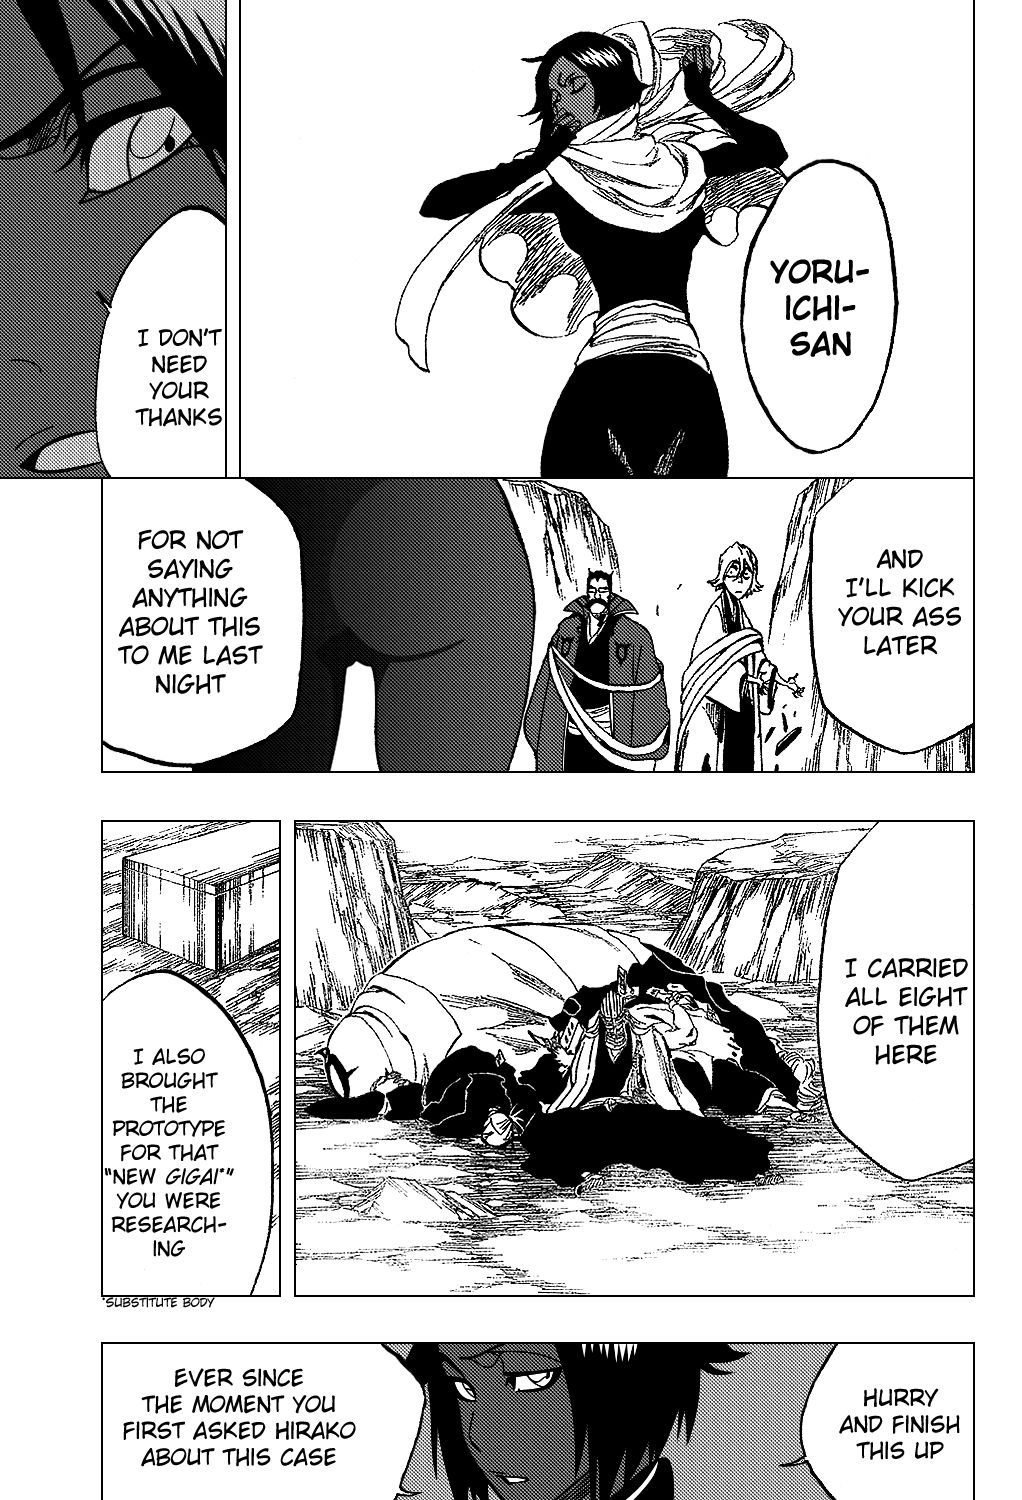 YORU-
ICHI-
SAN
I DON'T
NEED
YOUR
THANKS
AND
I'LL KICK
YOUR ASS
LATER
FOR NOT
SAYING
ANYTHING
ABOUT THIS
TO ME LAST
NIGHT
I CARRIED
ALL EIGHT
OF THEM
HERE
I ALSO
BROUGHT
THE
PROTOTYPE
FOR THAT
"NEW GIGAI*"
YOU WERE
RESEARCH-
ING
*SUBSTITUTE BODY
HURRY
AND FINISH
THIS UP
EVER SINCE
THE MOMENT YOU
FIRST ASKED HIRAKO
ABOUT THIS CASE